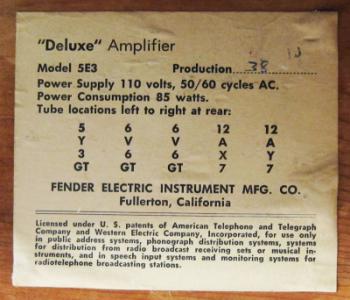 "Deluxe" Amplifier
Model 5E3 Production 38
Power Supply 110 volts, 50/60 cycles AC.
Power Consumption 85 watts.
Tube locations left to right at rear:
5 6 6 12 12
Y V V A A
3 6 6 X Y
GT GT GT 7 7
FENDER ELECTRIC INSTRUMENT MFG. CO.
Fullerton, California
Licensed under U. S. patents of American Telephone and Telegraph
Company and Western Electric Company, Incorporated, for use only
in public address systems, phonograph distribution systems, systems
for distribution from radio broadcast receiving sets or musical in-
struments, and in speech input systems and monitoring systems for
radiotelephone broadcasting stations.